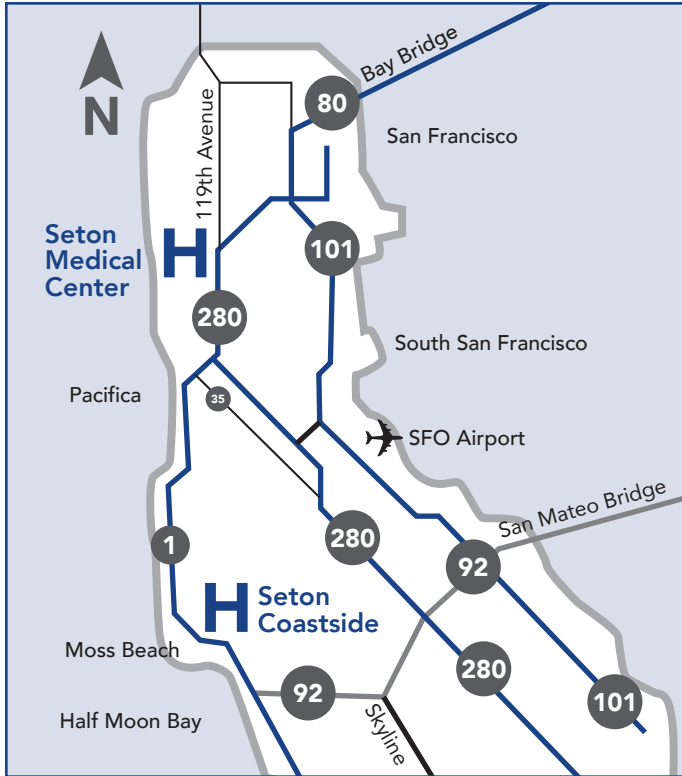 Bay Bridge
N
80
San Francisco
119th Avenue
Seton
Medical
Center
H
101
280
South San Francisco
Pacifica
35
SFO Airport
San Mateo Bridge
1
280
92
H
Seton
Coastside
Moss Beach
280
92
101
Half Moon Bay
Skyline